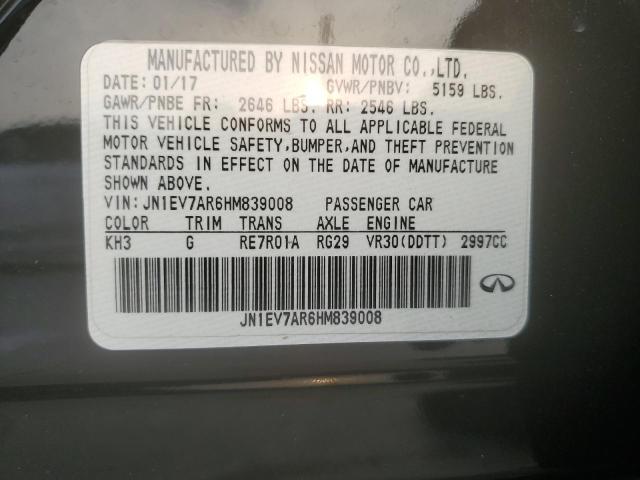 MANUFACTURED BY NISSAN MOTOR CO.,LTD.
DATE: 01/17 GVWR/PNBV: 5159 LBS.
GAWR/PNBE FR: 2646 LBS. RR: 2546 LBS.
THIS VEHICLE CONFORMS TO ALL APPLICABLE FEDERAL
MOTOR VEHICLE SAFETY,BUMPER,AND THEFT PREVENTION
STANDARDS IN EFFECT ON THE DATE OF MANUFACTURE
SHOWN ABOVE.
VIN:JN1EV7AR6HM839008 PASSENGER CAR
COLOR TRIM TRANS AXLE ENGINE
KH3 G RE7R01A RG29 VR30(DDTT) 2997CC
JN1EV7AR6HM839008